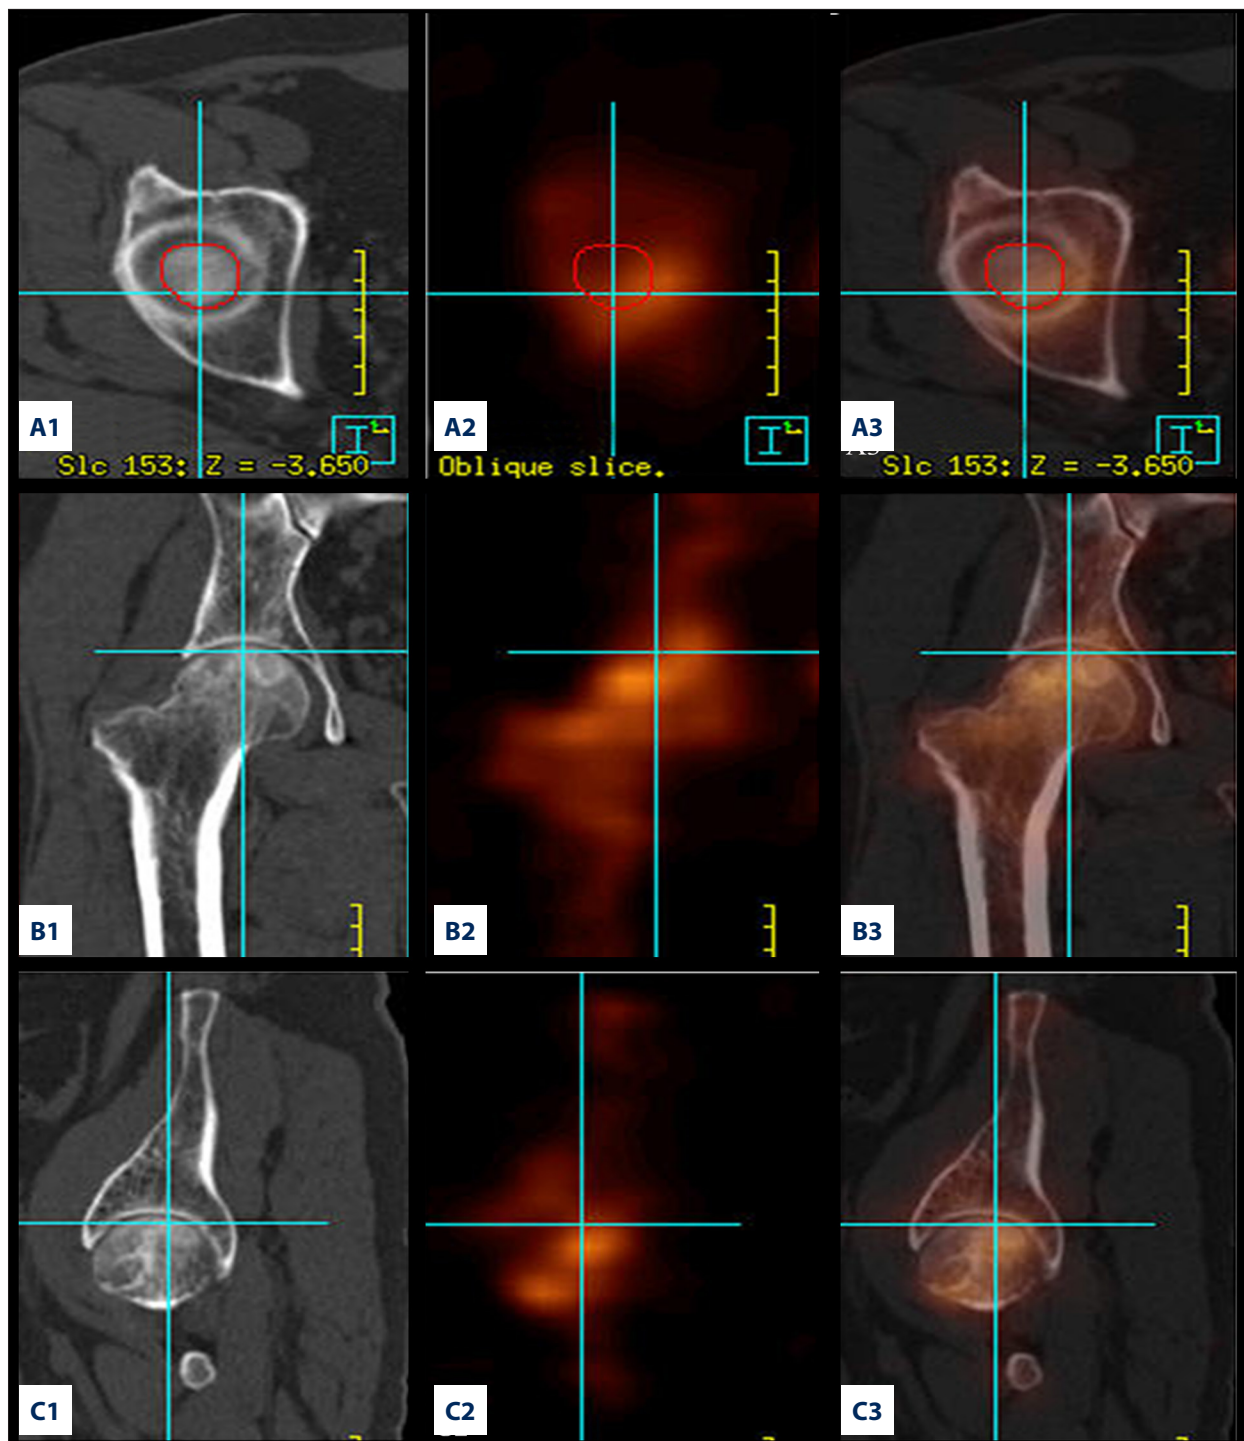 A1
Slc 153: Z = -3.650
A2
Oblique slice.
A3
Slc 153: Z = -3.650
B1
B2
B3
C1
C2
C3